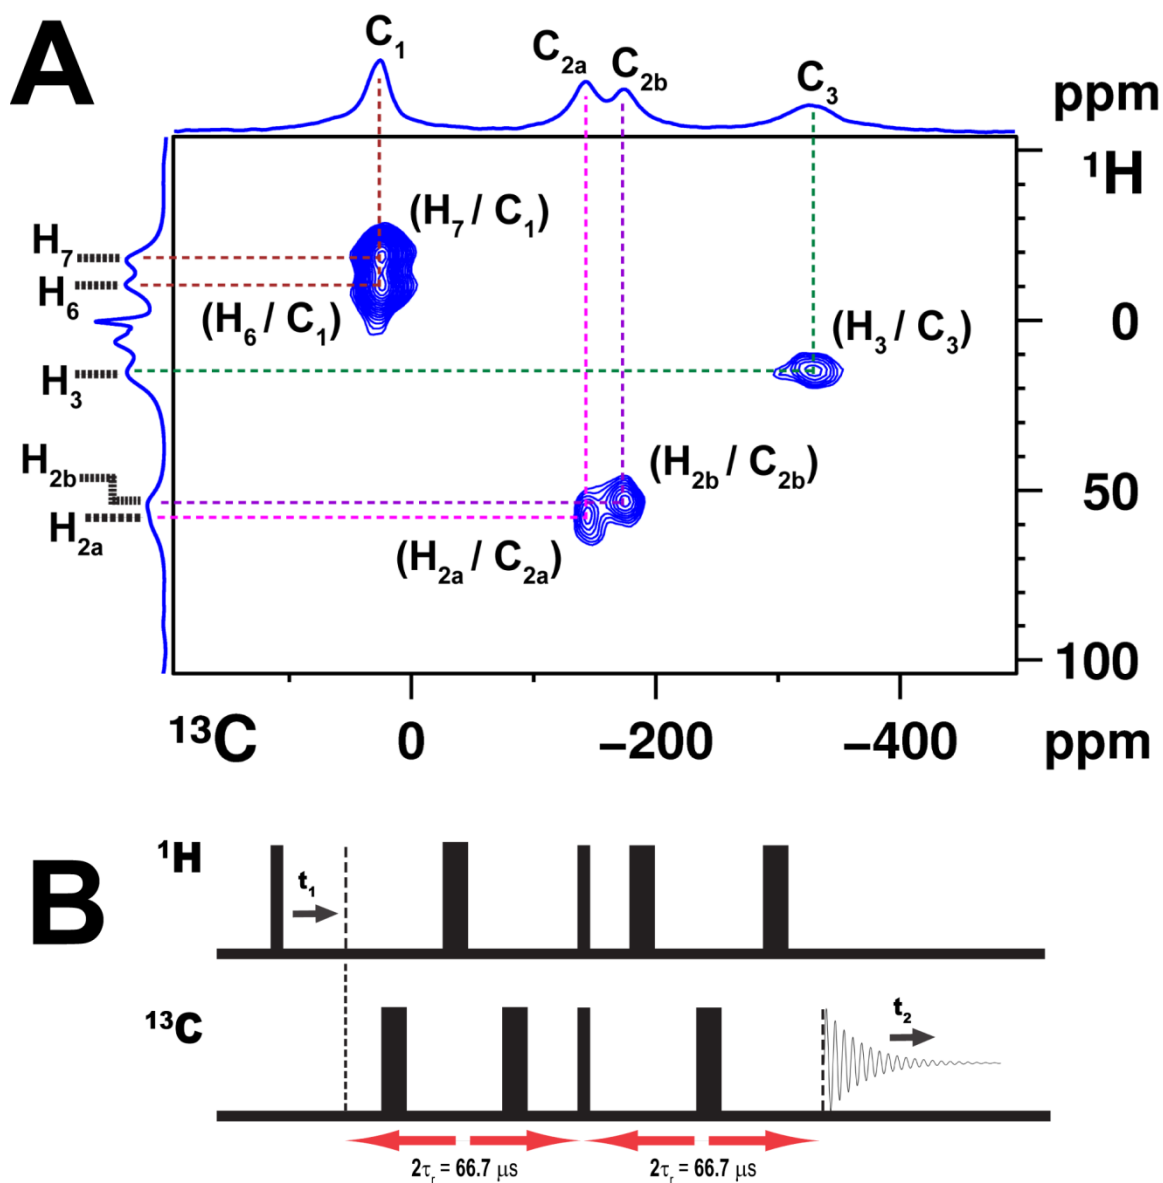 A
C₁
C₂ₐ
C₂b
C₃
ppm
¹H
(H₇ / C₁)
H₇
H₆
(H₆ / C₁)
(H₃ / C₃)
0
H₃
H₂b
(H₂b / C₂b)
50
H₂ₐ
(H₂ₐ / C₂ₐ)
100
¹³C
0
−200
−400
ppm
B
¹H
t₁
¹³C
t₂
2τᵣ = 66.7 μs
2τᵣ = 66.7 μs